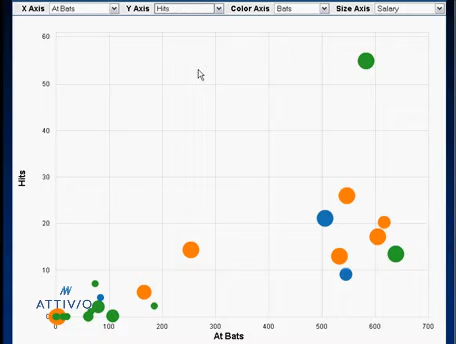 X Axis At Bats Y Axis Hits Color Axis Bats Size Axis Salary
60
50
40
30
20
10
0
Hits
ATTIVIO
0 100 200 300 400 500 600 700
At Bats